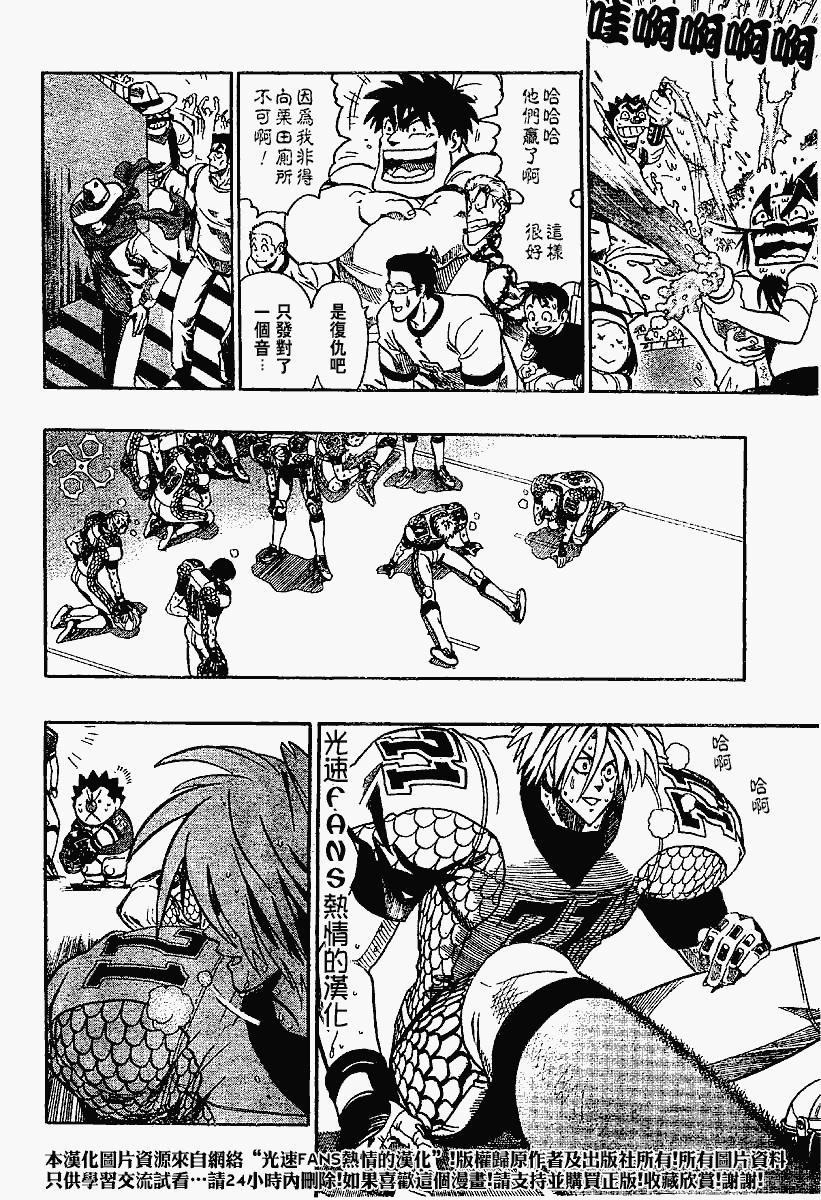 哇啊啊啊啊
哈哈哈
他們贏了啊
這樣
很好
因為我非得
向栗田廁所
不可啊！
是復仇吧
只發對了
一個音…
哈啊
哈啊
21
21
71
光速FANS熱情的漢化
12
本漢化圖片資源來自網絡“光速FANS熱情的漢化”!版權歸原作者及出版社所有!所有圖片資料
只供學習交流試看…請24小時內刪除!如果喜歡這個漫畫!請支持並購買正版!收藏欣賞!謝謝!